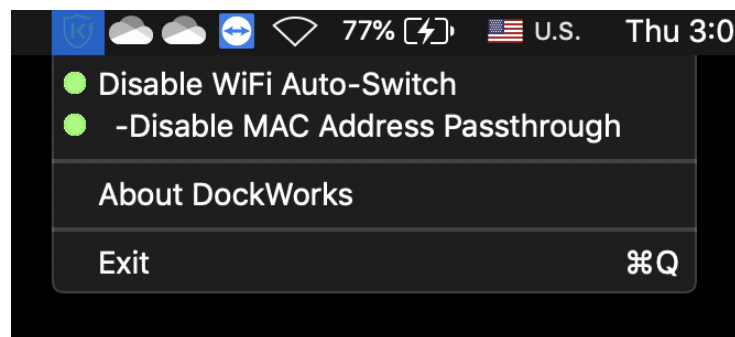 77% U.S. Thu 3:0
Disable WiFi Auto-Switch
-Disable MAC Address Passthrough
About DockWorks
Exit ⌘Q